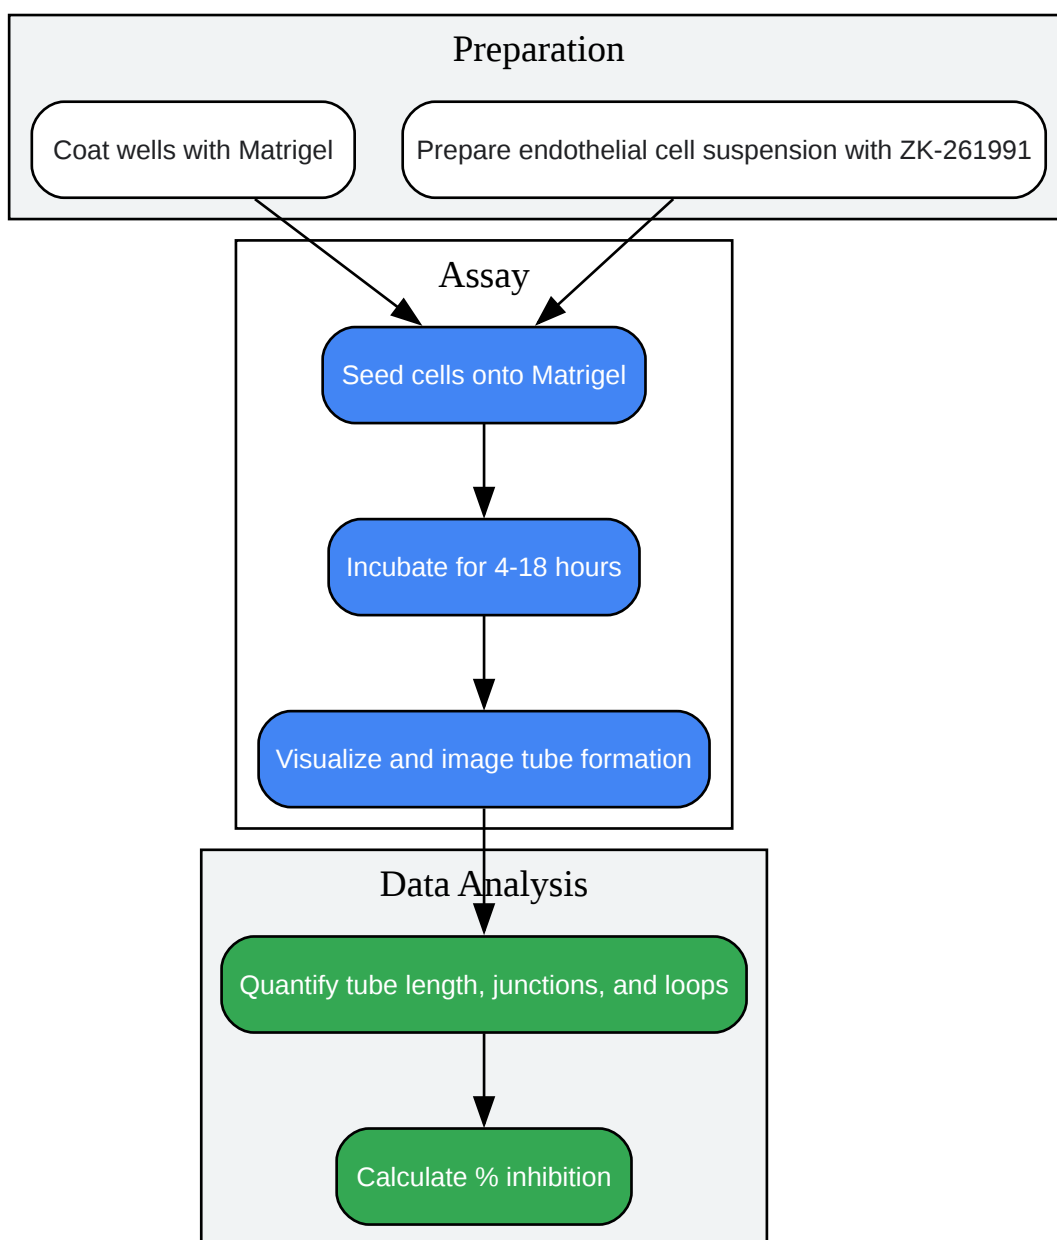 Preparation
Coat wells with Matrigel
Prepare endothelial cell suspension with ZK-261991
Assay
Seed cells onto Matrigel
Incubate for 4-18 hours
Visualize and image tube formation
Data Analysis
Quantify tube length, junctions, and loops
Calculate % inhibition